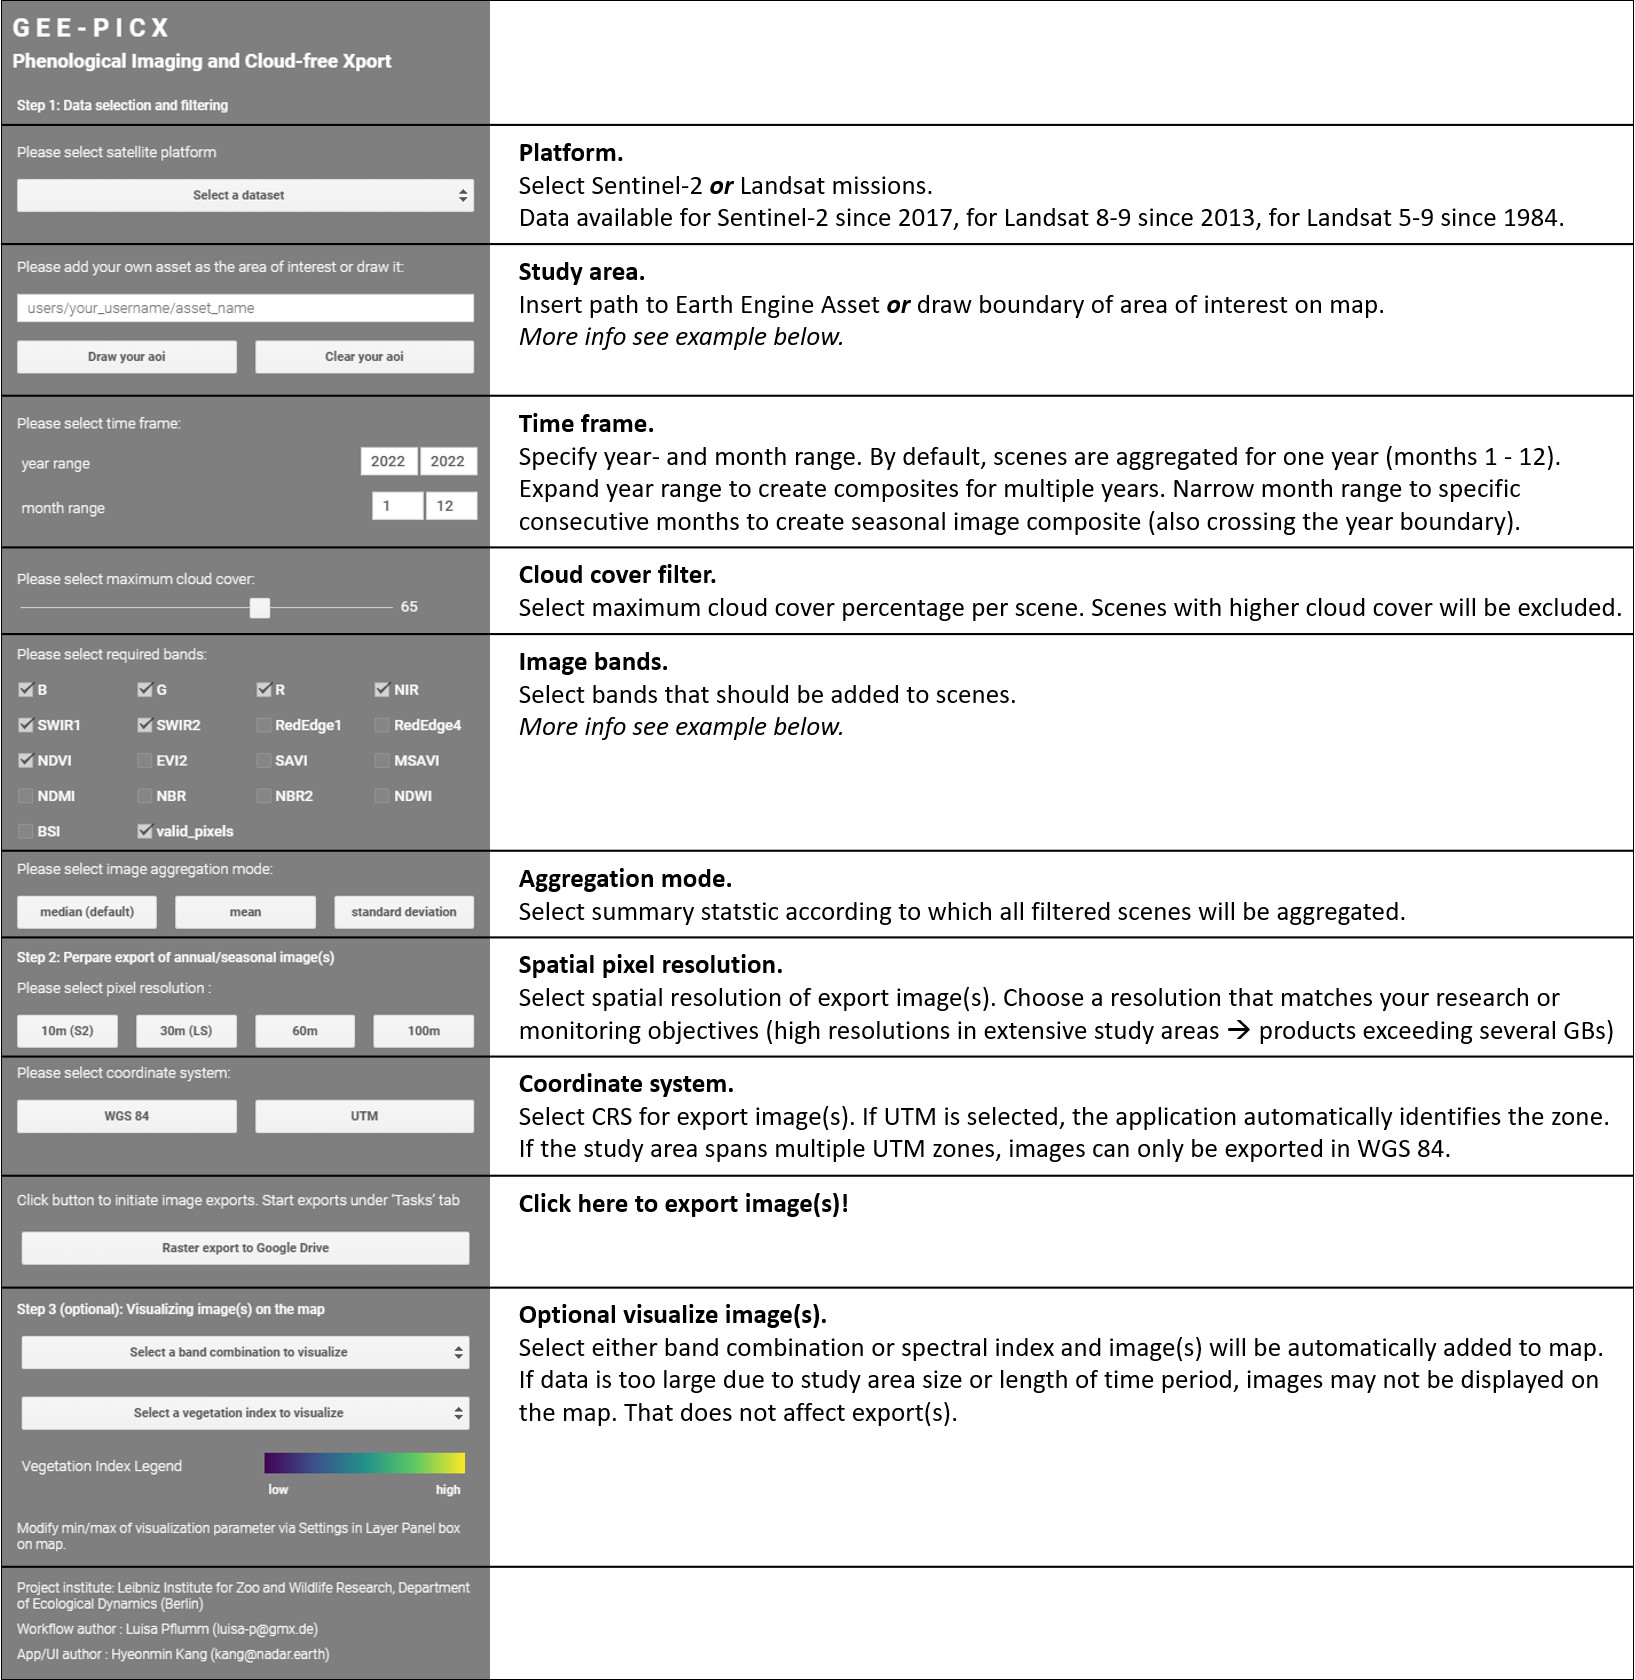 GEE-PICX
Phenological Imaging and Cloud-free Xport
Step 1: Data selection and filtering
Please select satellite platform
Select a dataset
Platform.
Select Sentinel-2 or Landsat missions.
Data available for Sentinel-2 since 2017, for Landsat 8-9 since 2013, for Landsat 5-9 since 1984.
Please add your own asset as the area of interest or draw it:
users/your_username/asset_name
Draw your aoi Clear your aoi
Study area.
Insert path to Earth Engine Asset or draw boundary of area of interest on map.
More info see example below.
Please select time frame:
year range 2022 2022
month range 1 12
Time frame.
Specify year- and month range. By default, scenes are aggregated for one year (months 1 - 12).
Expand year range to create composites for multiple years. Narrow month range to specific
consecutive months to create seasonal image composite (also crossing the year boundary).
Please select maximum cloud cover:
65
Cloud cover filter.
Select maximum cloud cover percentage per scene. Scenes with higher cloud cover will be excluded.
Please select required bands:
B G R NIR
SWIR1 SWIR2 RedEdge1 RedEdge4
NDVI EVI2 SAVI MSAVI
NDMI NBR NBR2 NDWI
BSI valid_pixels
Image bands.
Select bands that should be added to scenes.
More info see example below.
Please select image aggregation mode:
median (default) mean standard deviation
Aggregation mode.
Select summary statstic according to which all filtered scenes will be aggregated.
Step 2: Perpare export of annual/seasonal image(s)
Please select pixel resolution :
10m (S2) 30m (LS) 60m 100m
Spatial pixel resolution.
Select spatial resolution of export image(s). Choose a resolution that matches your research or
monitoring objectives (high resolutions in extensive study areas → products exceeding several GBs)
Please select coordinate system:
WGS 84 UTM
Coordinate system.
Select CRS for export image(s). If UTM is selected, the application automatically identifies the zone.
If the study area spans multiple UTM zones, images can only be exported in WGS 84.
Click button to initiate image exports. Start exports under 'Tasks' tab
Raster export to Google Drive
Click here to export image(s)!
Step 3 (optional): Visualizing image(s) on the map
Select a band combination to visualize
Select a vegetation index to visualize
Vegetation Index Legend
low high
Modify min/max of visualization parameter via Settings in Layer Panel box
on map.
Optional visualize image(s).
Select either band combination or spectral index and image(s) will be automatically added to map.
If data is too large due to study area size or length of time period, images may not be displayed on
the map. That does not affect export(s).
Project institute: Leibniz Institute for Zoo and Wildlife Research, Department
of Ecological Dynamics (Berlin)
Workflow author : Luisa Pflumm (luisa-p@gmx.de)
App/UI author : Hyeonmin Kang (kang@nadar.earth)